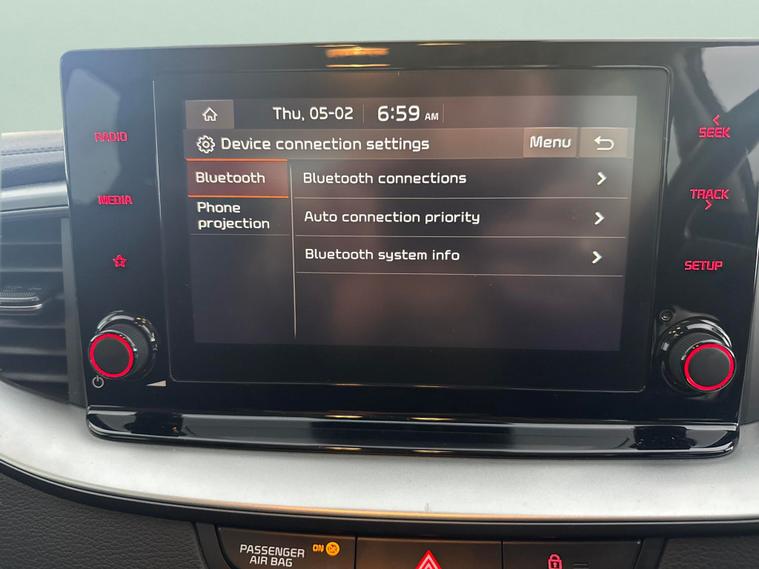 Thu, 05-02 6:59 AM
Device connection settings Menu
Bluetooth
Phone
projection
Bluetooth connections
Auto connection priority
Bluetooth system info
RADIO
MEDIA
SEEK
TRACK
SETUP
PASSENGER
AIR BAG
ON